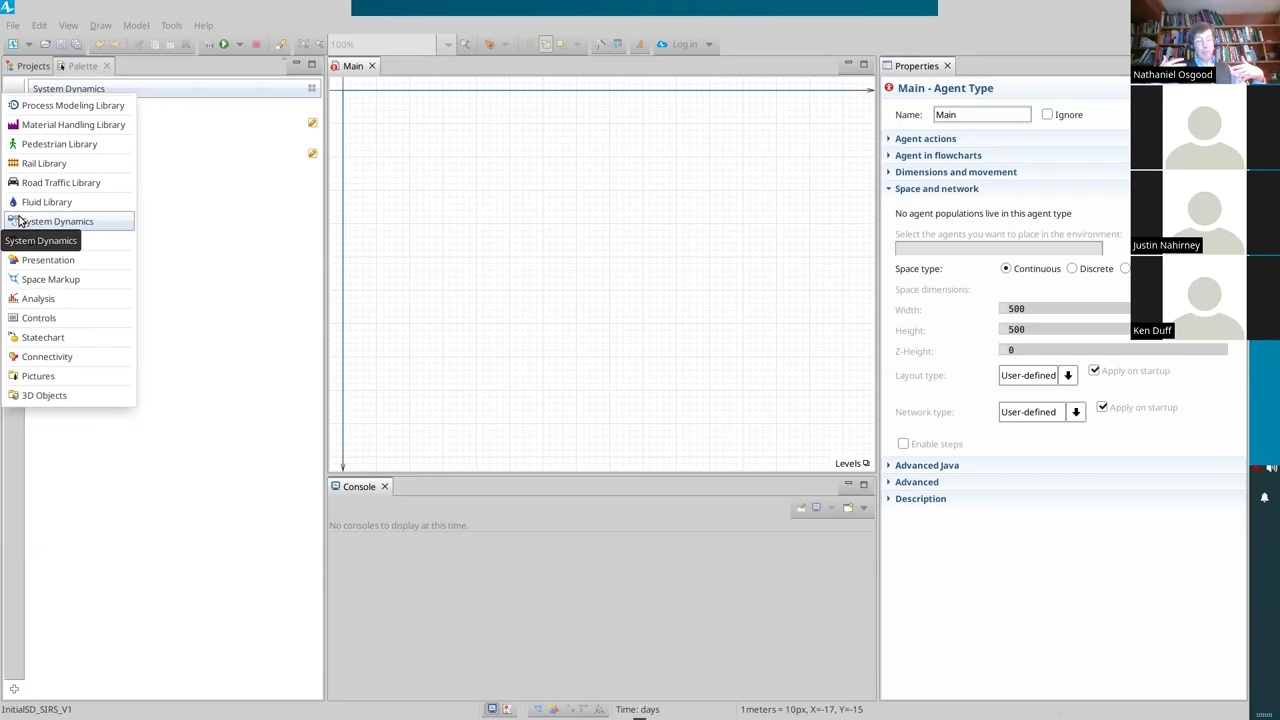 File Edit View Draw Model Tools Help
100%
Log in
Projects
Palette
Main
Properties
System Dynamics
Process Modeling Library
Material Handling Library
Pedestrian Library
Rail Library
Road Traffic Library
Fluid Library
System Dynamics
System Dynamics
Presentation
Space Markup
Analysis
Controls
Statechart
Connectivity
Pictures
3D Objects
Levels
Console
No consoles to display at this time.
Main - Agent Type
Name: Main Ignore
Agent actions
Agent in flowcharts
Dimensions and movement
Space and network
No agent populations live in this agent type
Select the agents you want to place in the environment:
Space type: Continuous Discrete
Space dimensions:
Width: 500
Height: 500
Z-Height: 0
Layout type: User-defined Apply on startup
Network type: User-defined Apply on startup
Enable steps
Advanced Java
Advanced
Description
Nathaniel Osgood
Justin Nahirney
Ken Duff
InitialSD_SIRS_V1
Time: days
1meters = 10px, X=-17, Y=-15